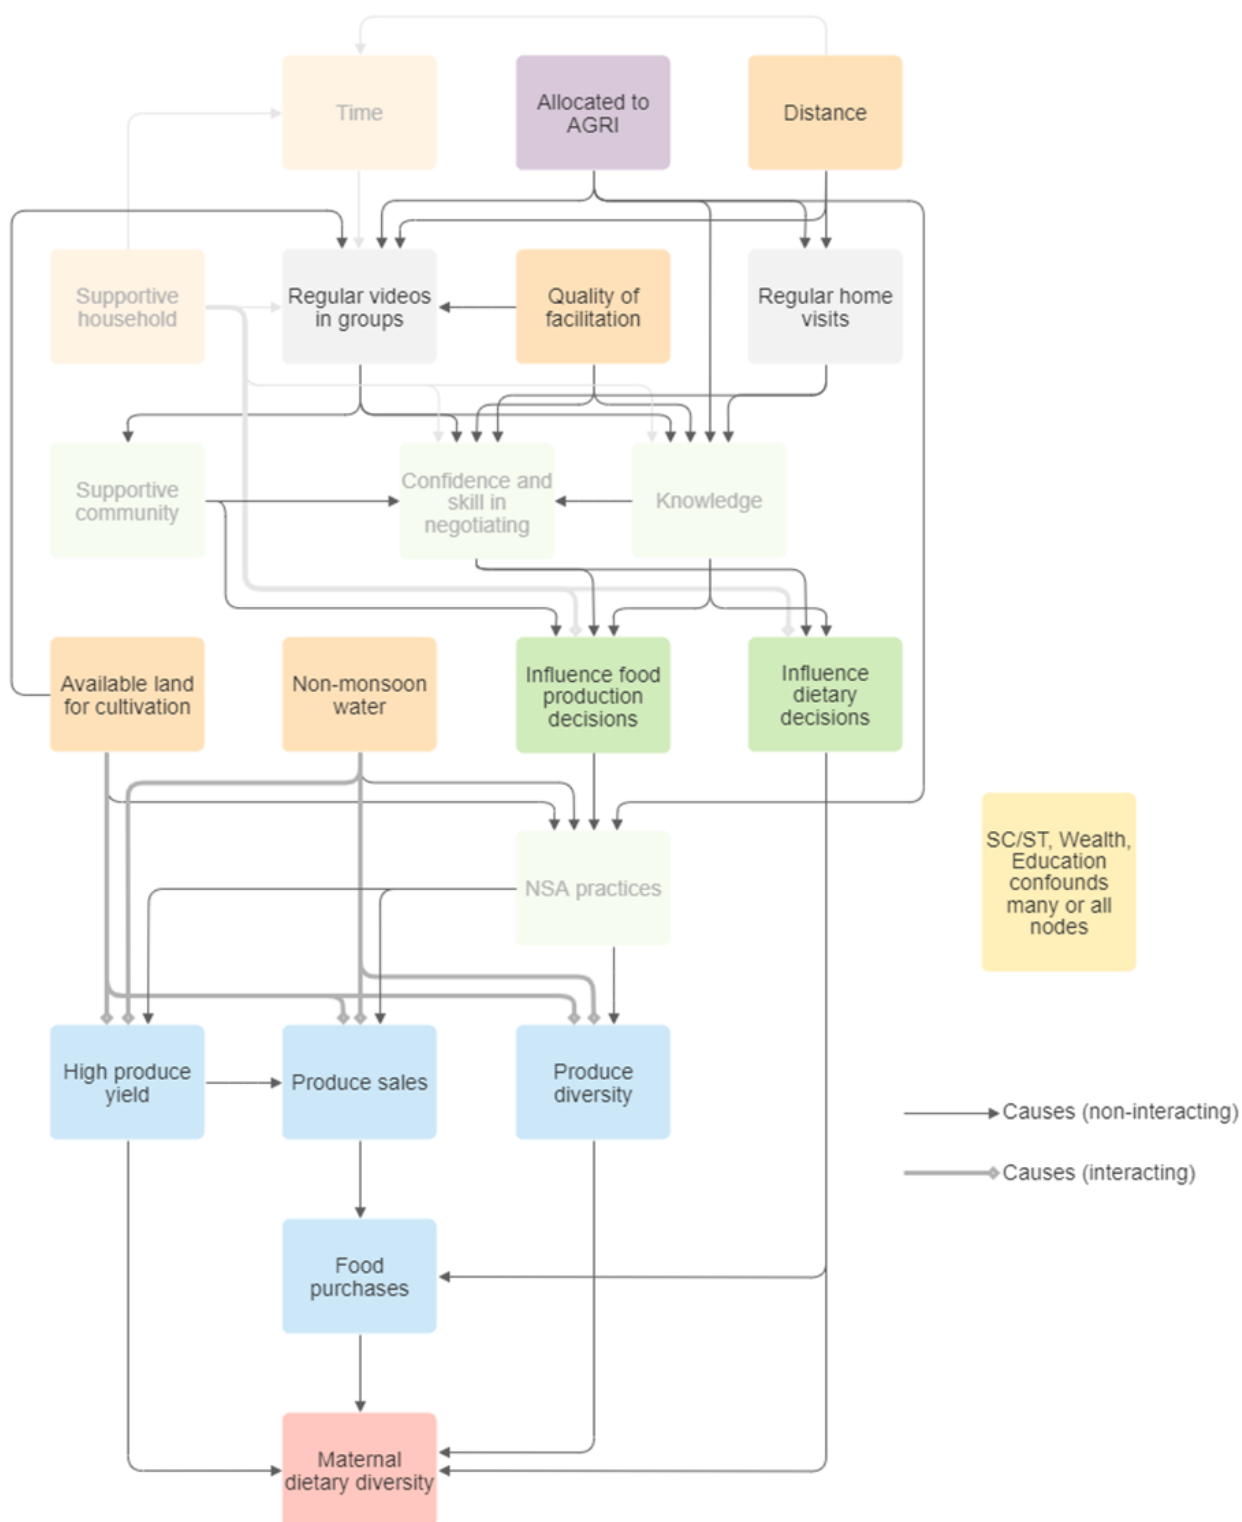 Time
Allocated to
AGRI
Distance
Supportive
household
Regular videos
in groups
Quality of
facilitation
Regular home
visits
Supportive
community
Confidence and
skill in
negotiating
Knowledge
Available land
for cultivation
Non-monsoon
water
Influence food
production
decisions
Influence
dietary
decisions
NSA practices
SC/ST, Wealth,
Education
confounds
many or all
nodes
High produce
yield
Produce sales
Produce
diversity
Causes (non-interacting)
Causes (interacting)
Food
purchases
Maternal
dietary diversity